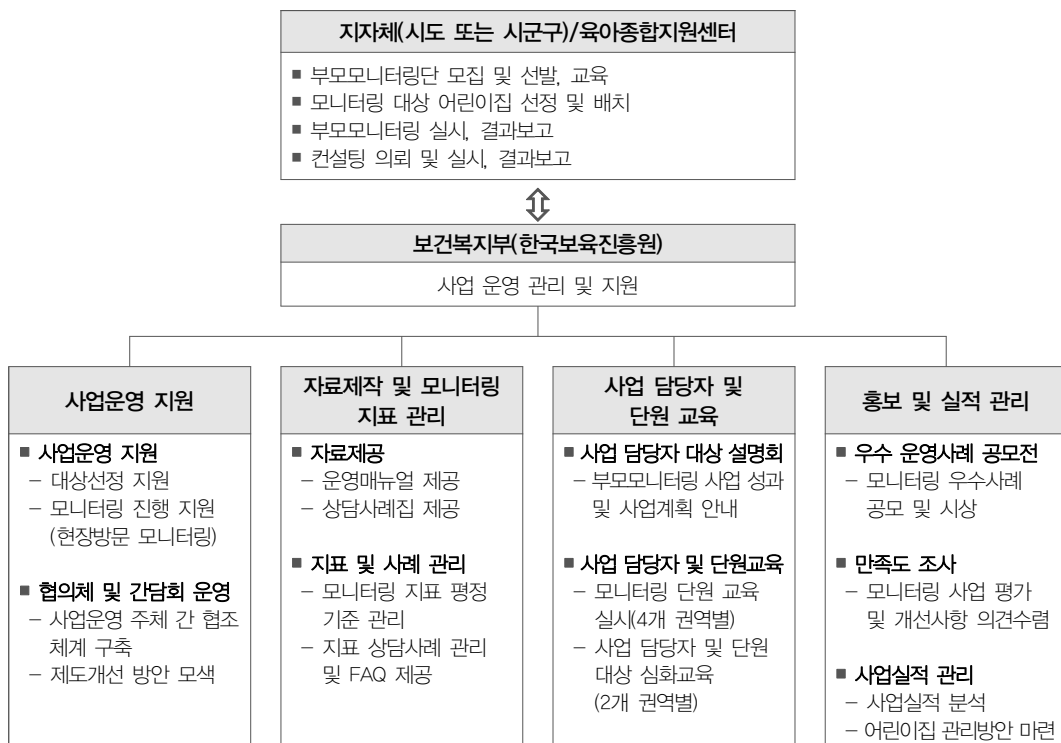 지자체(시도 또는 시군구)/육아종합지원센터
■ 부모모니터링단 모집 및 선발, 교육
■ 모니터링 대상 어린이집 선정 및 배치
■ 부모모니터링 실시, 결과보고
■ 컨설팅 의뢰 및 실시, 결과보고
⇕
보건복지부(한국보육진흥원)
사업 운영 관리 및 지원
사업운영 지원
■ 사업운영 지원
– 대상선정 지원
– 모니터링 진행 지원
(현장방문 모니터링)
■ 협의체 및 간담회 운영
– 사업운영 주체 간 협조
체계 구축
– 제도개선 방안 모색
자료제작 및 모니터링
지표 관리
■ 자료제공
– 운영매뉴얼 제공
– 상담사례집 제공
■ 지표 및 사례 관리
– 모니터링 지표 평정
기준 관리
– 지표 상담사례 관리
및 FAQ 제공
사업 담당자 및
단원 교육
■ 사업 담당자 대상 설명회
– 부모모니터링 사업 성과
및 사업계획 안내
■ 사업 담당자 및 단원교육
– 모니터링 단원 교육
실시(4개 권역별)
– 사업 담당자 및 단원
대상 심화교육
(2개 권역별)
홍보 및 실적 관리
■ 우수 운영사례 공모전
– 모니터링 우수사례
공모 및 시상
■ 만족도 조사
– 모니터링 사업 평가
및 개선사항 의견수렴
■ 사업실적 관리
– 사업실적 분석
– 어린이집 관리방안 마련